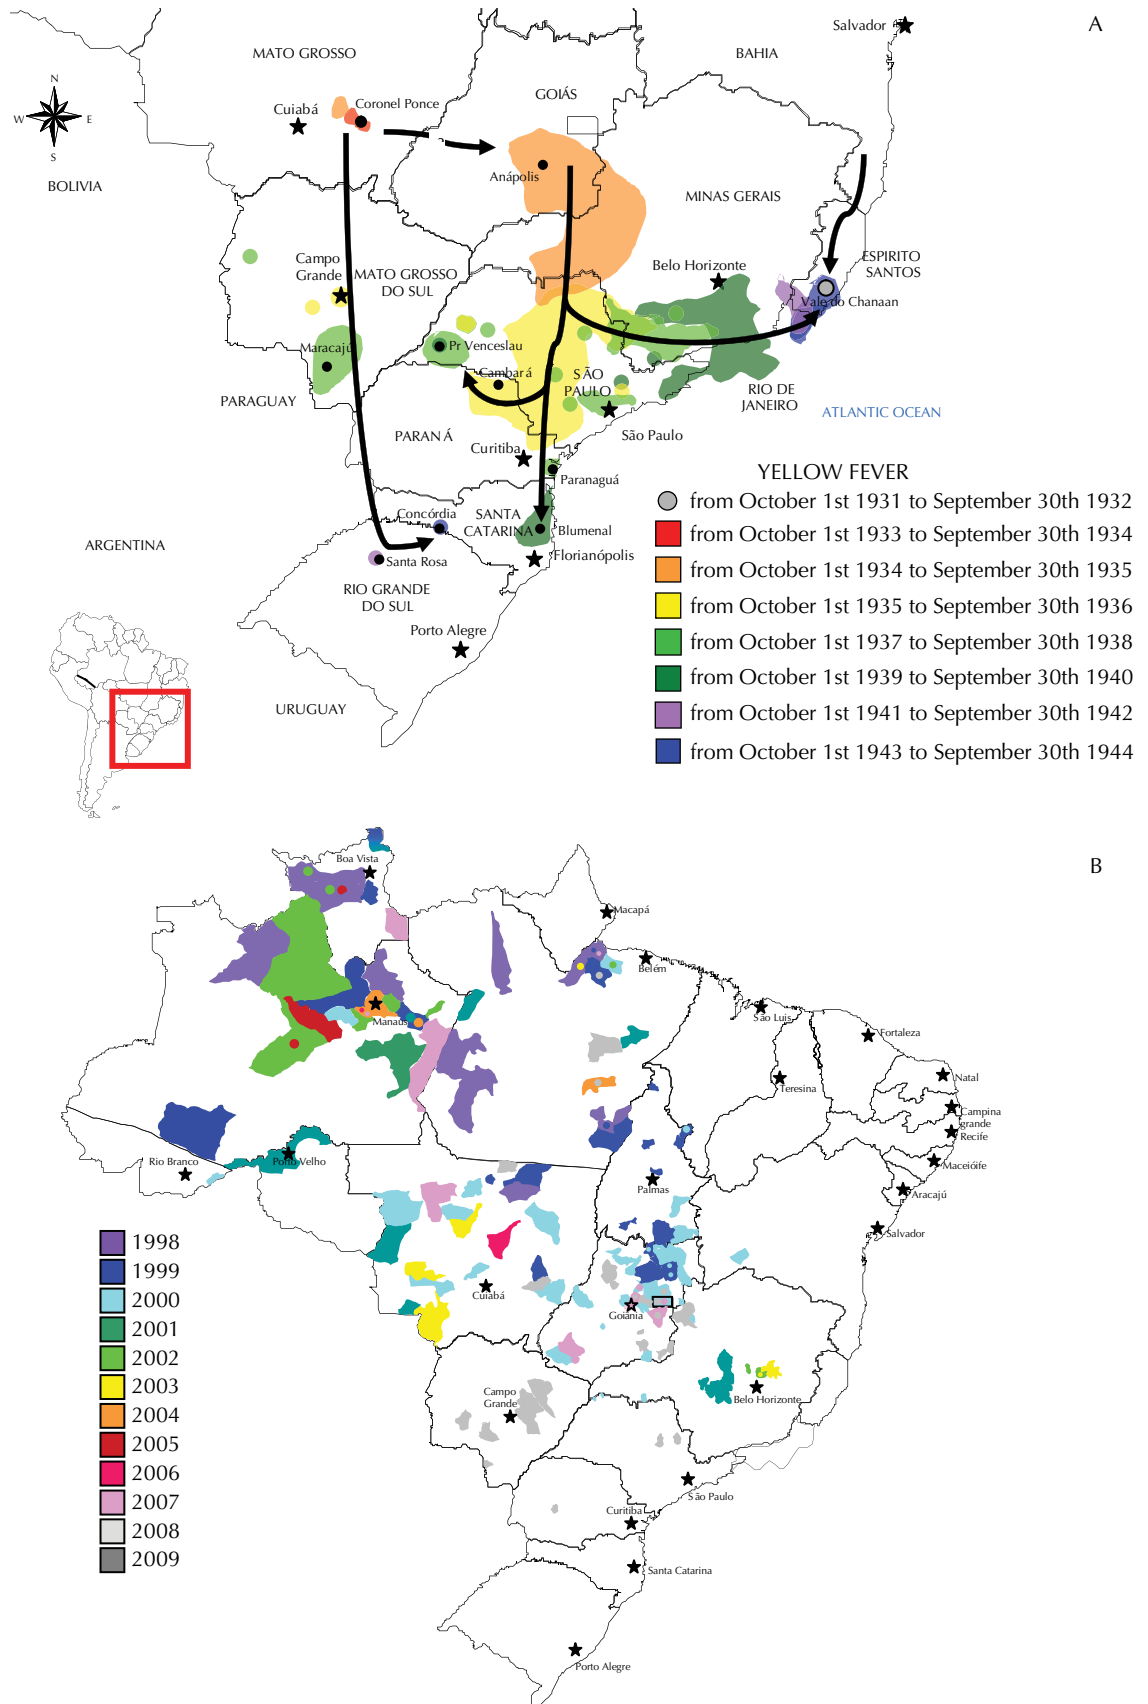 A
Salvador
MATO GROSSO
BAHIA
GOIÁS
N
W
E
S
Cuiabá
Coronel Ponce
BOLIVIA
Anápolis
MINAS GERAIS
Campo
Grande
MATO GROSSO
DO SUL
Belo Horizonte
ESPIRITO
SANTOS
Vale do Chanaan
Maracajú
Pr Venceslau
Cambará
SÃO
PAULO
RIO DE
JANEIRO
PARAGUAY
ATLANTIC OCEAN
PARAN Á
São Paulo
Curitiba
Paranaguá
Concórdia
SANTA
CATARINA
Blumenal
Florianópolis
ARGENTINA
Santa Rosa
RIO GRANDE
DO SUL
Porto Alegre
URUGUAY
YELLOW FEVER
from October 1st 1931 to September 30th 1932
from October 1st 1933 to September 30th 1934
from October 1st 1934 to September 30th 1935
from October 1st 1935 to September 30th 1936
from October 1st 1937 to September 30th 1938
from October 1st 1939 to September 30th 1940
from October 1st 1941 to September 30th 1942
from October 1st 1943 to September 30th 1944
B
Boa Vista
Macapá
Belém
Manaus
São Luis
Fortaleza
Teresina
Natal
Campina
grande
Recife
Rio Branco
Porto Velho
Maceióife
Palmas
Aracajú
Salvador
Cuiabá
Goiânia
Campo
Grande
Belo Horizonte
São Paulo
Curitiba
Santa Catarina
Porto Alegre
1998
1999
2000
2001
2002
2003
2004
2005
2006
2007
2008
2009